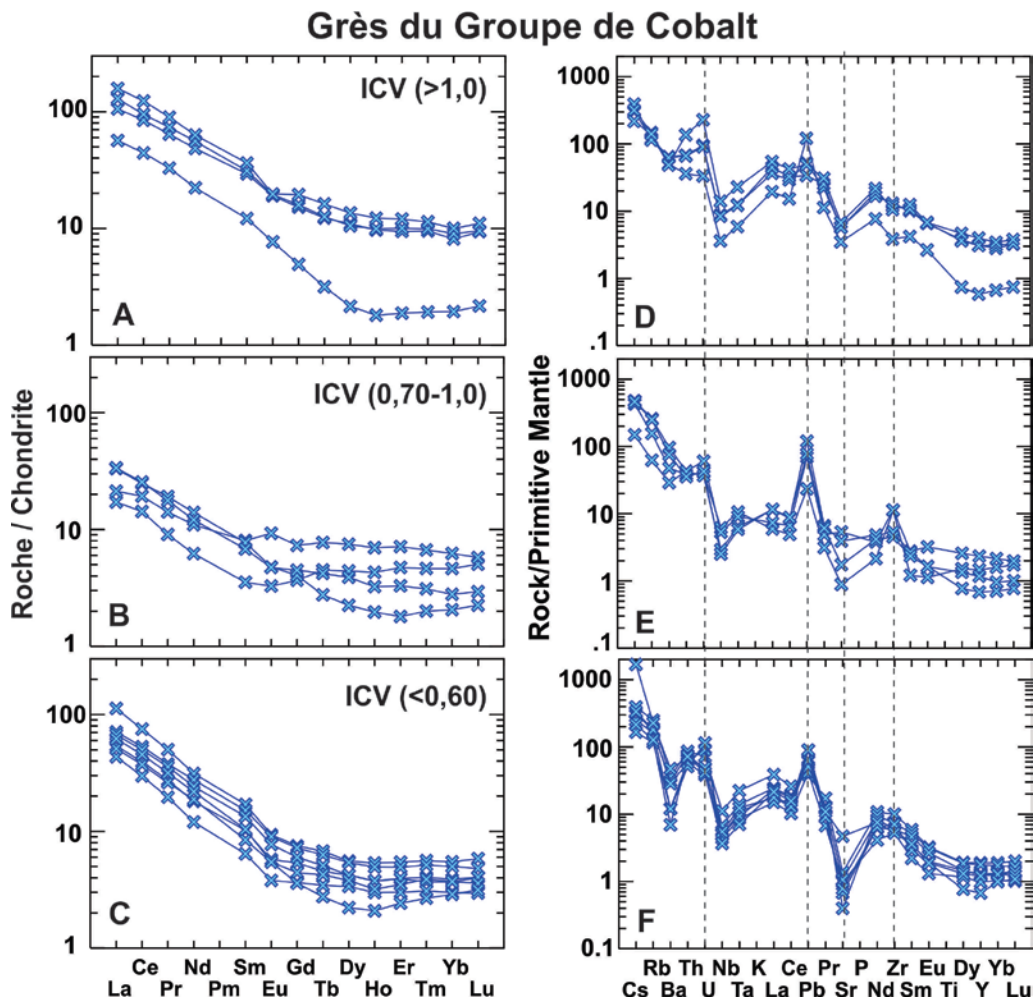 Grès du Groupe de Cobalt
Roche / Chondrite
100
10
1
ICV (>1,0)
A
100
10
1
ICV (0,70-1,0)
B
100
10
1
ICV (<0,60)
C
Ce Nd Sm Gd Dy Er Yb
La Pr Pm Eu Tb Ho Tm Lu
Rock/Primitive Mantle
1000
100
10
1
.1
D
1000
100
10
1
.1
E
1000
100
10
1
0.1
F
Rb Th Nb K Ce Pr P Zr Eu Dy Yb
Cs Ba U Ta La Pb Sr Nd Sm Ti Y Lu